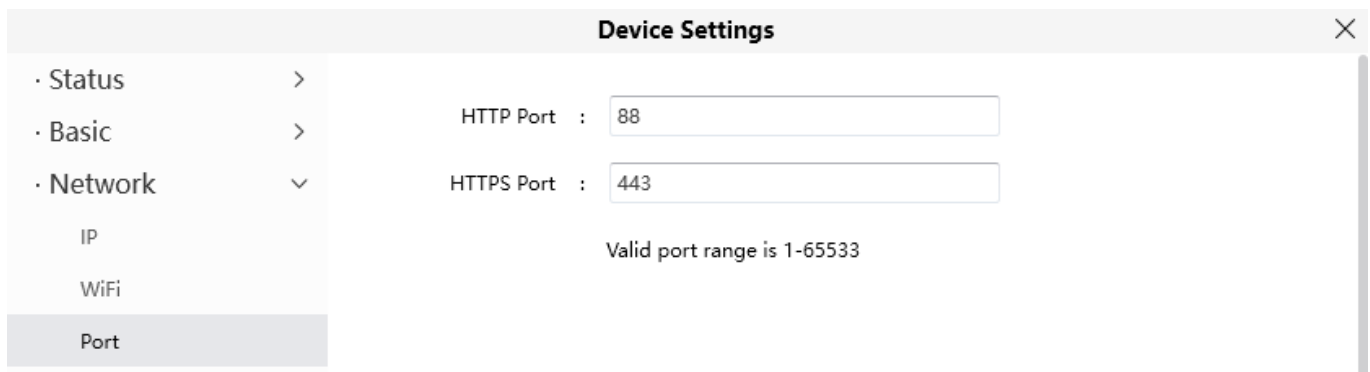 Device Settings
· Status
· Basic
· Network
IP
WiFi
Port
HTTP Port : 88
HTTPS Port : 443
Valid port range is 1-65533